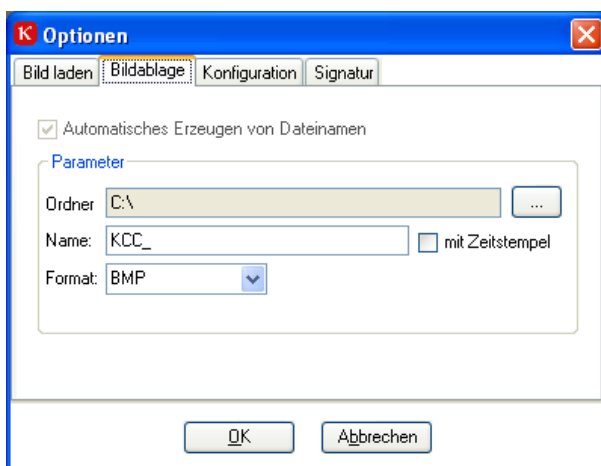 K Optionen
Bild laden Bildablage Konfiguration Signatur
Automatisches Erzeugen von Dateinamen
Parameter
Ordner C:\ ...
Name: KCC_ mit Zeitstempel
Format: BMP
OK Abbrechen